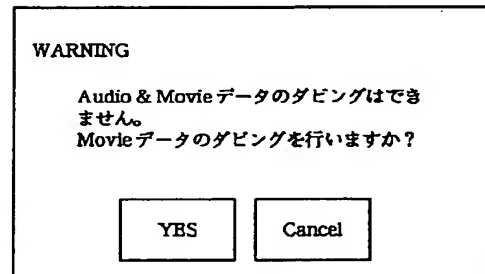 WARNING
Audio & Movieデータのダビングはでき
ません。
Movieデータのダビングを行いますか？
YES
Cancel